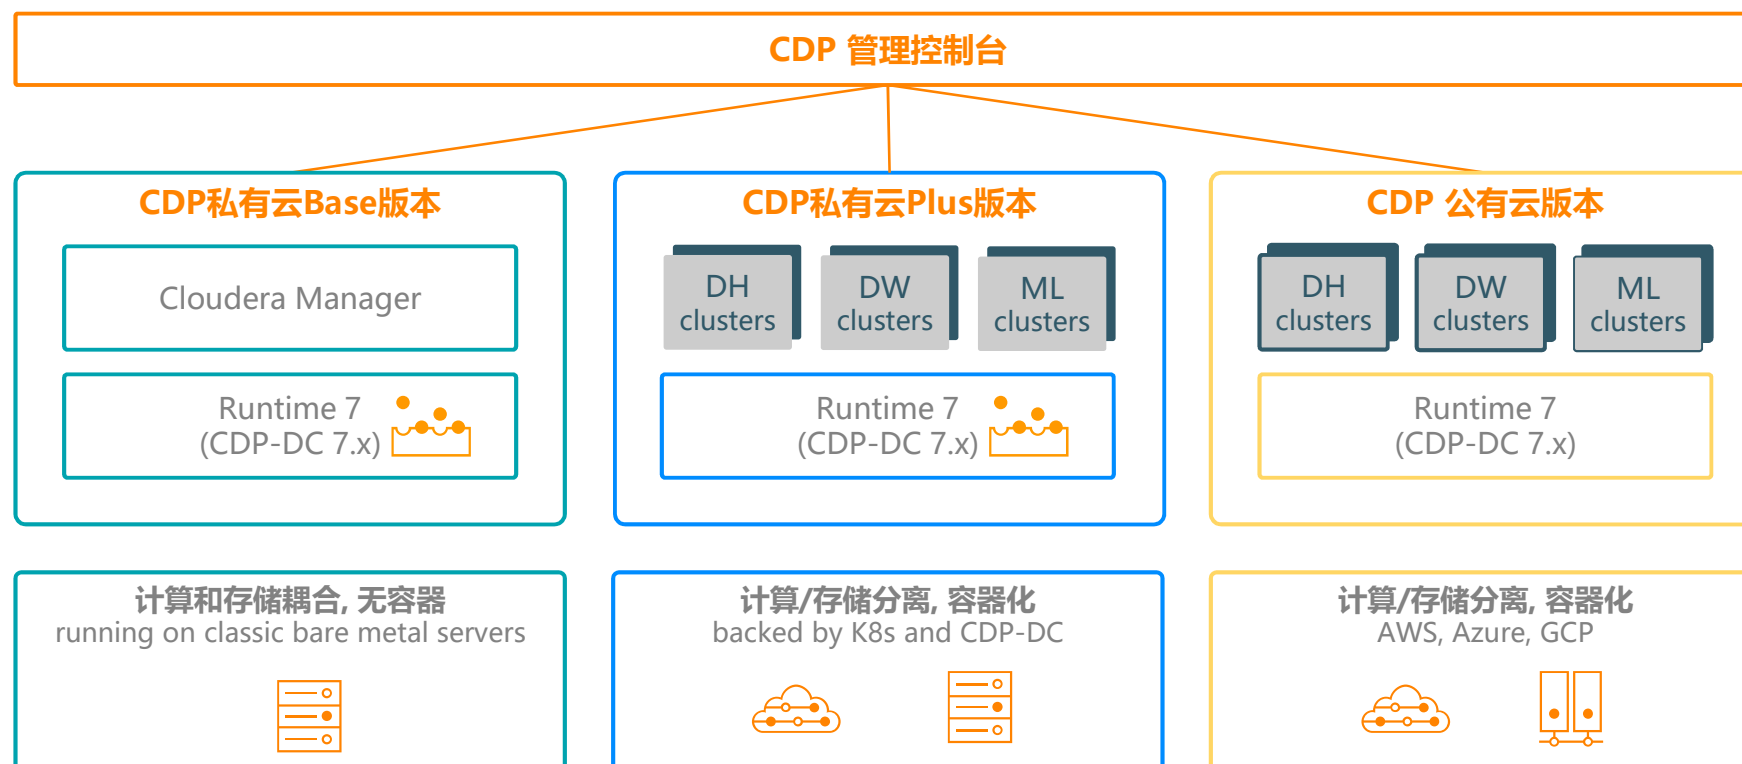 CDP 管理控制台
CDP私有云Base版本
Cloudera Manager
Runtime 7
(CDP-DC 7.x)
计算和存储耦合, 无容器
running on classic bare metal servers
CDP私有云Plus版本
DH
clusters
DW
clusters
ML
clusters
Runtime 7
(CDP-DC 7.x)
计算/存储分离, 容器化
backed by K8s and CDP-DC
CDP 公有云版本
DH
clusters
DW
clusters
ML
clusters
Runtime 7
(CDP-DC 7.x)
计算/存储分离, 容器化
AWS, Azure, GCP